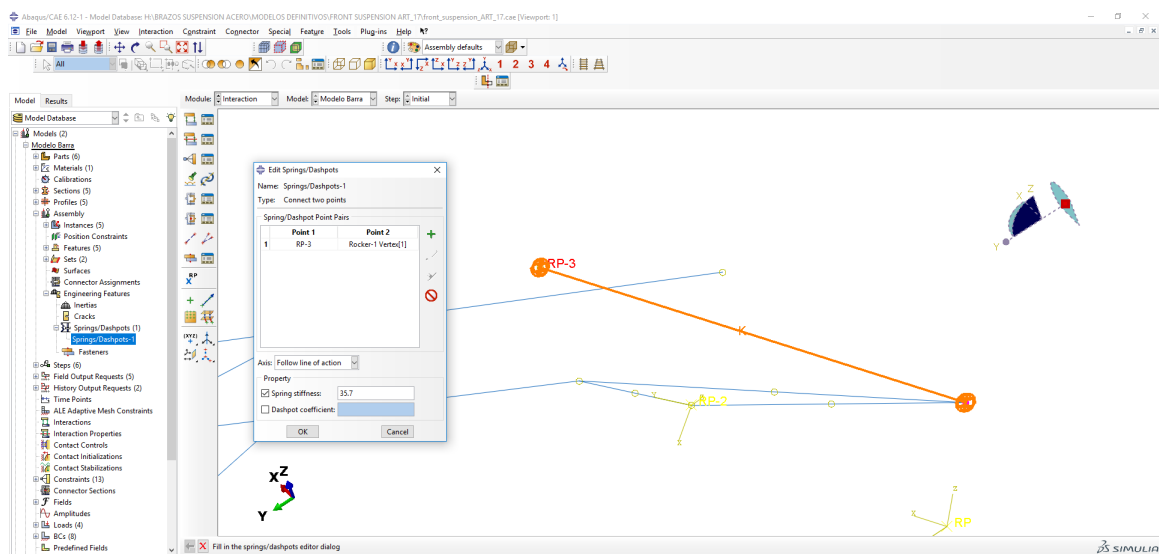 Abaqus/CAE 6.12-1 - Model Database: H:\BRAZOS SUSPENSION ACERO\MODELOS DEFINITIVOS\FRONT SUSPENSION ART_17\front_suspension_ART_17.cae [Viewport: 1]
File Model Viewport View Interaction Constraint Connector Special Feature Tools Plug-ins Help
Assembly defaults
All
1 2 3 4
Model Results
Module: Interaction Model: Modelo Barra Step: Initial
Model Database
Models (2)
Modelo Barra
Parts (6)
Materials (1)
Calibrations
Sections (5)
Profiles (5)
Assembly
Instances (5)
Position Constraints
Features (5)
Sets (2)
Surfaces
Connector Assignments
Engineering Features
Inertias
Cracks
Springs/Dashpots (1)
Springs/Dashpots-1
Fasteners
Steps (6)
Field Output Requests (5)
History Output Requests (2)
Time Points
ALE Adaptive Mesh Constraints
Interactions
Interaction Properties
Contact Controls
Contact Initializations
Contact Stabilizations
Constraints (13)
Connector Sections
Fields
Amplitudes
Loads (4)
BCs (8)
Predefined Fields
RP
(XYZ)
Edit Springs/Dashpots
Name: Springs/Dashpots-1
Type: Connect two points
Spring/Dashpot Point Pairs
Point 1 Point 2
1 RP-3 Rocker-1 Vertex[1]
Axis: Follow line of action
Property
Spring stiffness: 35.7
Dashpot coefficient:
OK Cancel
X Z
Y
RP-3
K
RP-2
Y
X
Z
X
RP
X Z
Y
Fill in the springs/dashpots editor dialog
SIMULIA